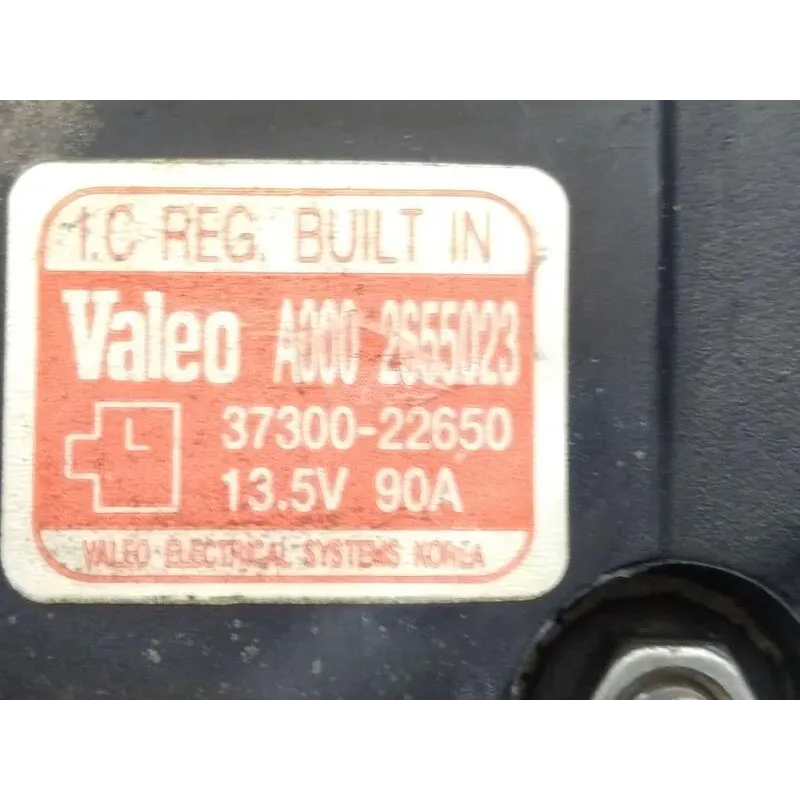 I.C REG. BUILT IN
Valeo A000 2655023
L 37300-22650
13.5V 90A
VALEO ELECTRICAL SYSTEMS KOREA